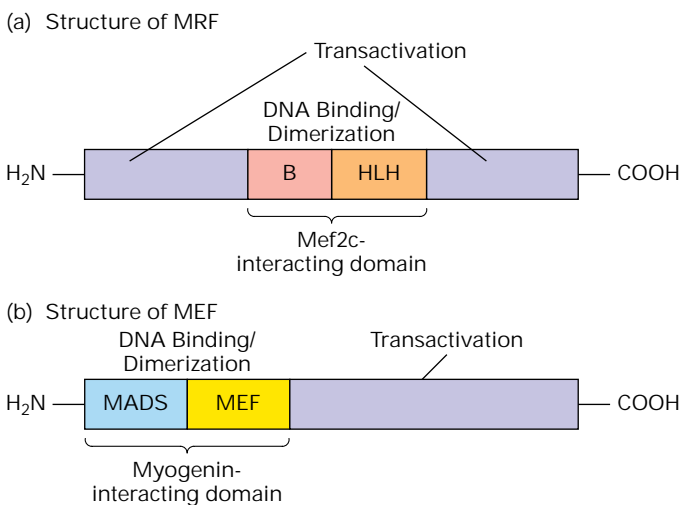 (a) Structure of MRF
Transactivation
DNA Binding/
Dimerization
H₂N
B
HLH
COOH
Mef2c-
interacting domain
(b) Structure of MEF
DNA Binding/
Dimerization
Transactivation
H₂N
MADS
MEF
COOH
Myogenin-
interacting domain